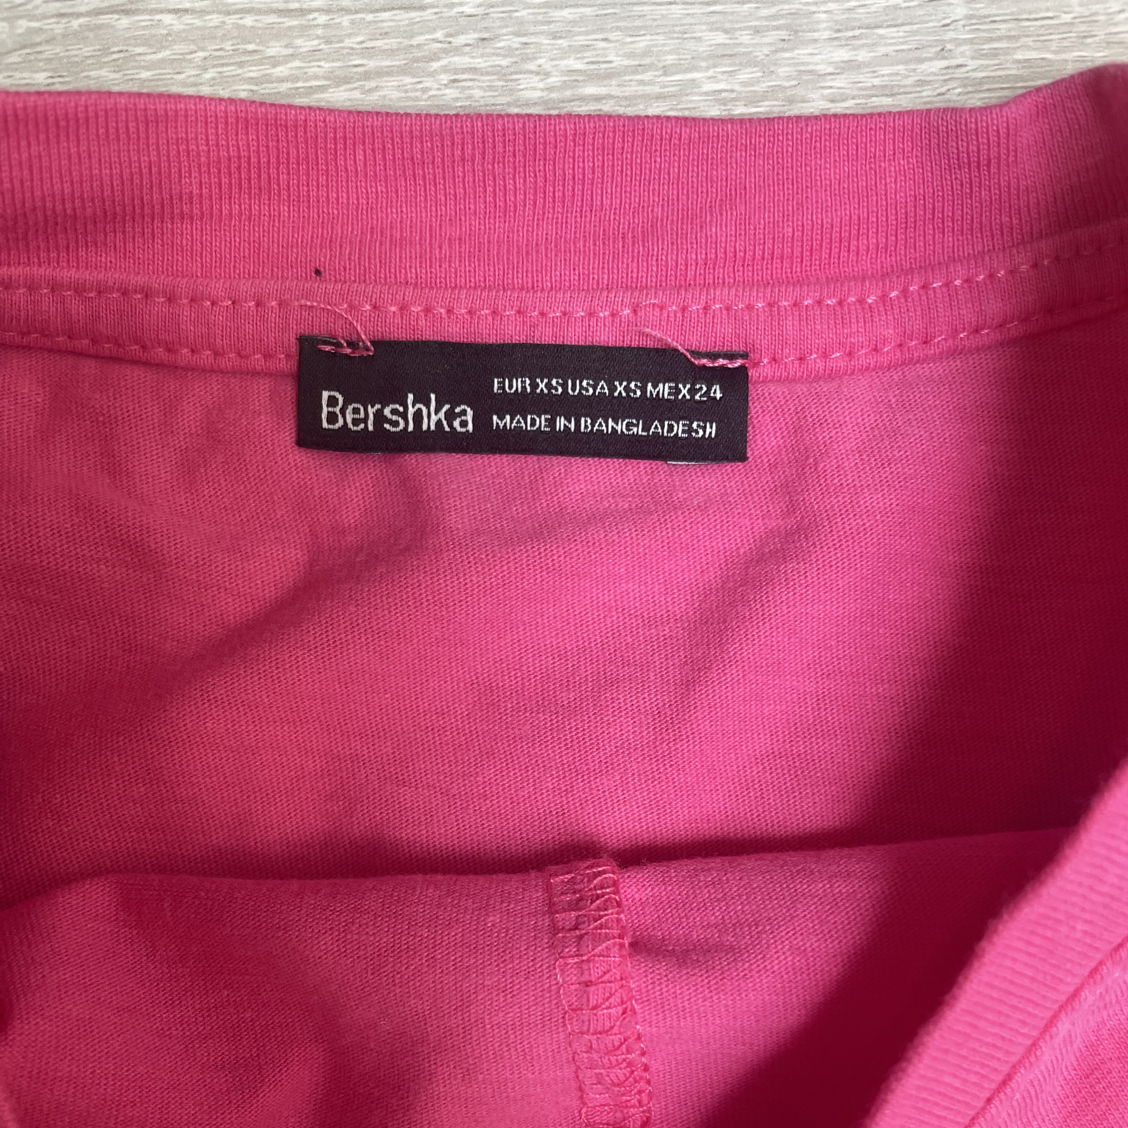 Bershka
EUR XS USA XS MEX 24
MADE IN BANGLADESH